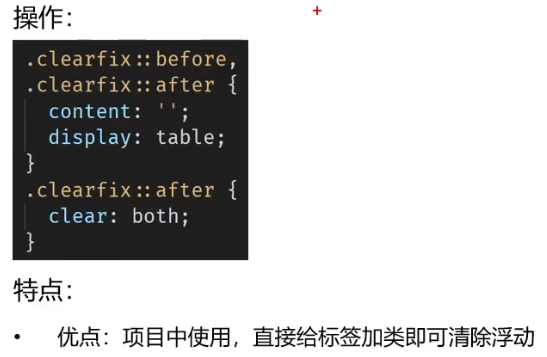 操作：
.clearfix::before,
.clearfix::after {
  content: '';
  display: table;
}
.clearfix::after {
  clear: both;
}
特点：
• 优点：项目中使用，直接给标签加类即可清除浮动